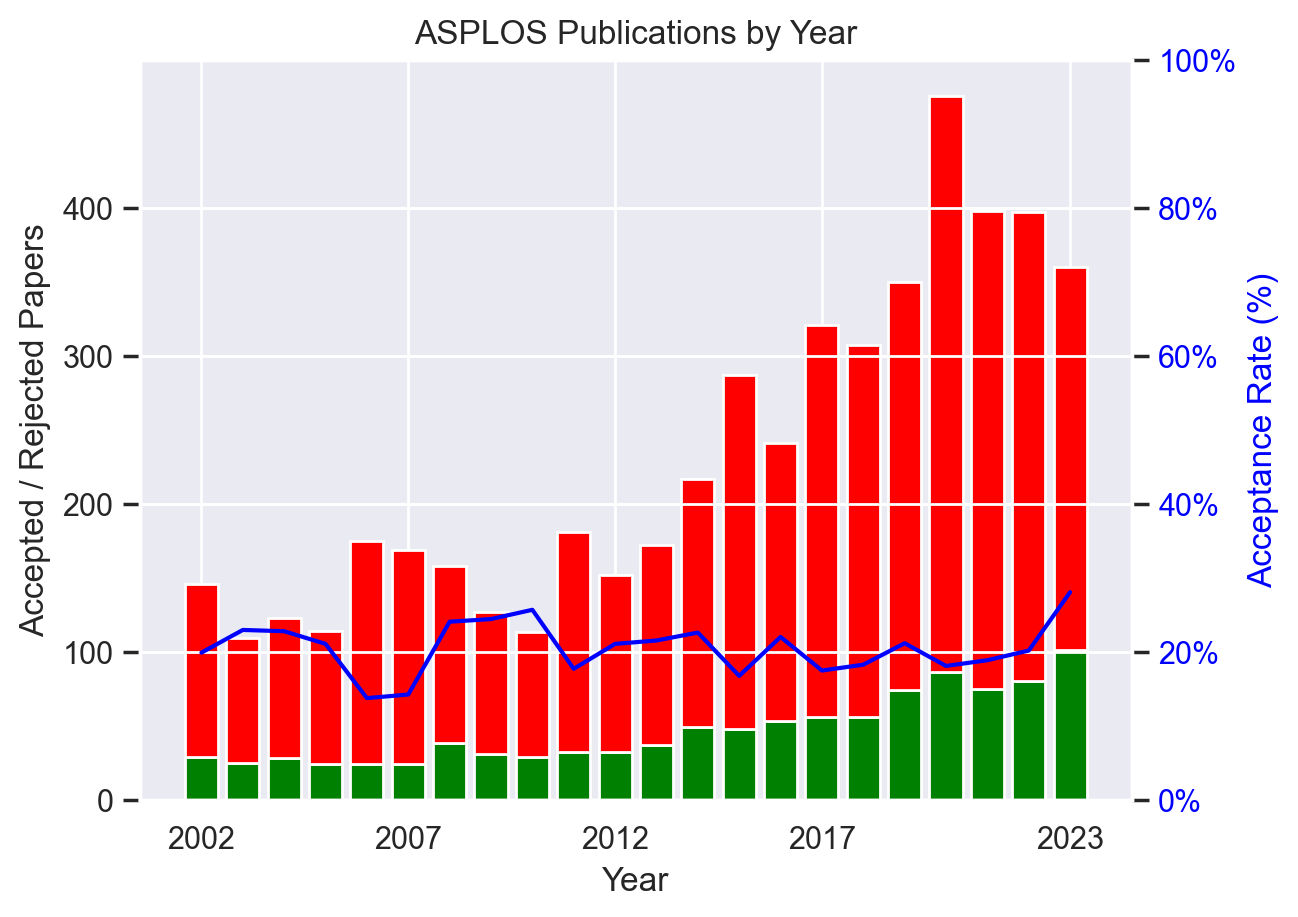 ASPLOS Publications by Year
Accepted / Rejected Papers
400
300
200
100
0
100%
80%
60%
40%
20%
0%
Acceptance Rate (%)
2002 2007 2012 2017 2023
Year